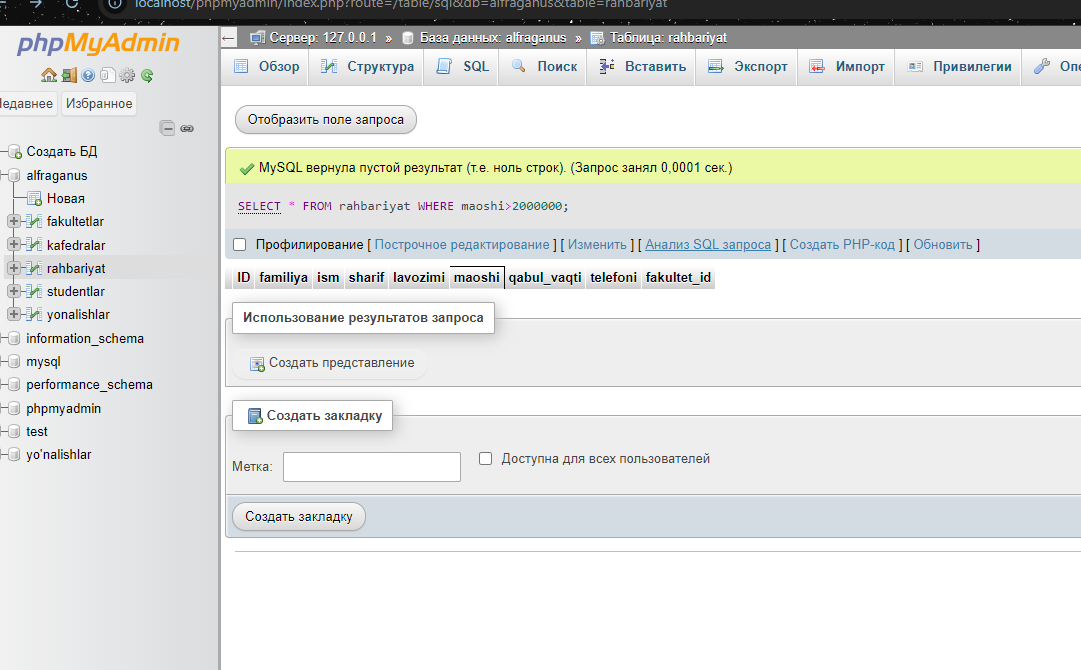 localhost/phpmyadmin/index.php?route=/table/sql&db=alfraganus&table=rahbariyat
phpMyAdmin
Недавнее Избранное
Создать БД
alfraganus
Новая
fakultetlar
kafedralar
rahbariyat
studentlar
yonalishlar
information_schema
mysql
performance_schema
phpmyadmin
test
yo'nalishlar
Сервер: 127.0.0.1 » База данных: alfraganus » Таблица: rahbariyat
Обзор Структура SQL Поиск Вставить Экспорт Импорт Привилегии Опе
Отобразить поле запроса
MySQL вернула пустой результат (т.е. ноль строк). (Запрос занял 0,0001 сек.)
SELECT * FROM rahbariyat WHERE maoshi>2000000;
Профилирование [ Построчное редактирование ] [ Изменить ] [ Анализ SQL запроса ] [ Создать PHP-код ] [ Обновить ]
ID familiya ism sharif lavozimi maoshi qabul_vaqti telefoni fakultet_id
Использование результатов запроса
Создать представление
Создать закладку
Метка: Доступна для всех пользователей
Создать закладку